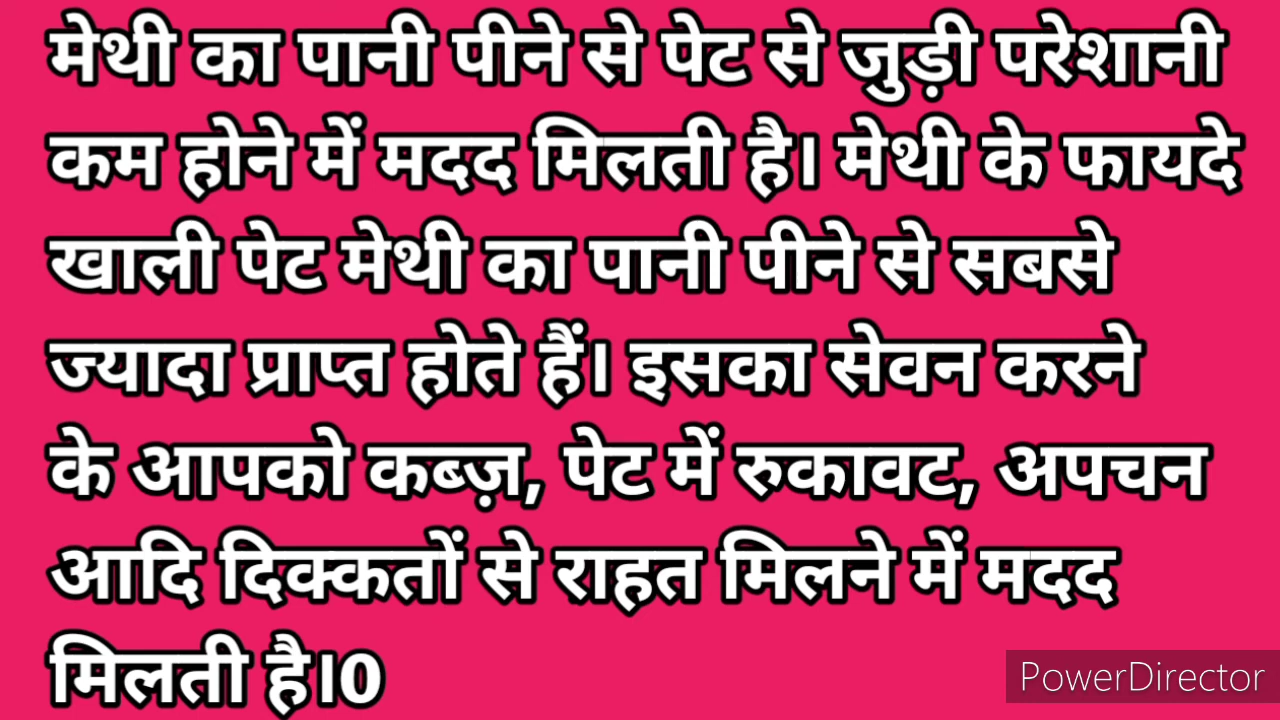 मेथी का पानी पीने से पेट से जुड़ी परेशानी
कम होने में मदद मिलती है। मेथी के फायदे
खाली पेट मेथी का पानी पीने से सबसे
ज्यादा प्राप्त होते हैं। इसका सेवन करने
के आपको कब्ज़, पेट में रुकावट, अपचन
आदि दिक्कतों से राहत मिलने में मदद
मिलती है।0
PowerDirector